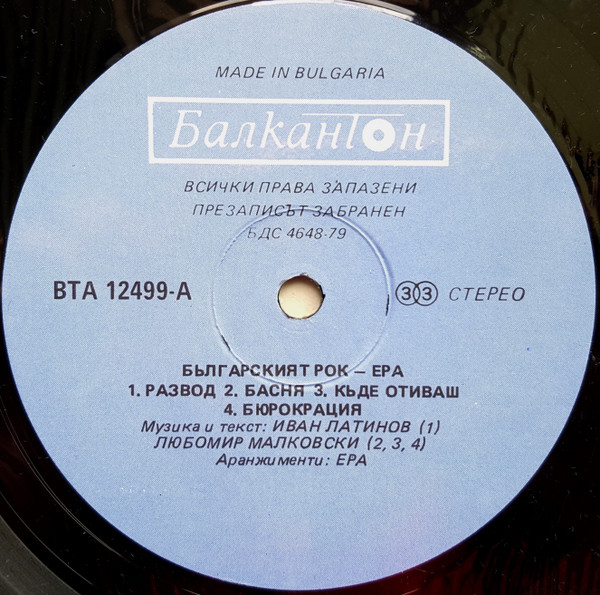 MADE IN BULGARIA
БалканТон
ВСИЧКИ ПРАВА ЗАПАЗЕНИ
ПРЕЗАПИСЪТ ЗАБРАНЕН
БДС 4648-79
ВТА 12499-А
33 СТЕРЕО
БЬЛГАРСКИЯТ РОК — ЕРА
1. РАЗВОД 2. БАСНЯ 3. КЬДЕ ОТИВАШ
4. БЮРОКРАЦИЯ
Музика и текст: ИВАН ЛАТИНОВ (1)
ЛЮБОМИР МАЛКОВСКИ (2, 3, 4)
Аранжименти: ЕРА